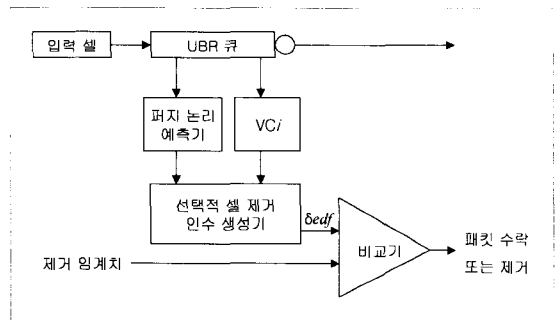 입력 셀
UBR 큐
퍼지 논리
예측기
VCi
선택적 셀 제거
인수 생성기
δedf
비교기
패킷 수락
또는 제거
제거 임계치